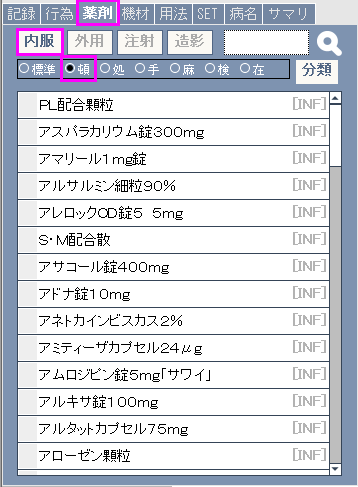 記録 行為 薬剤 機材 用法 SET 病名 サマリ
内服 外用 注射 造影
標準 頓 処 手 麻 検 在 分類
PL配合顆粒 [INF]
アスパラカリウム錠300mg [INF]
アマリール1mg錠 [INF]
アルサルミン細粒90% [INF]
アレロックOD錠5 5mg [INF]
S・M配合散 [INF]
アサコール錠400mg [INF]
アドナ錠10mg [INF]
アネトカインビスカス2% [INF]
アミティーザカプセル24μg [INF]
アムロジピン錠5mg「サワイ」 [INF]
アルキサ錠100mg [INF]
アルタットカプセル75mg [INF]
アローゼン顆粒 [INF]